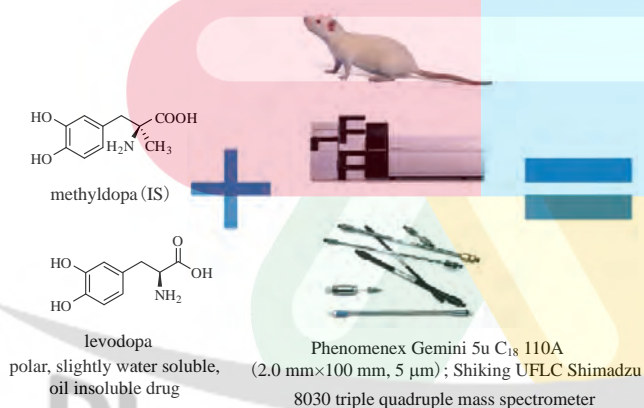 HO
COOH
HO
H₂N
CH₃
methyldopa (IS)
O
HO
OH
HO
NH₂
levodopa
polar, slightly water soluble,
oil insoluble drug
Phenomenex Gemini 5u C₁₈ 110A
(2.0 mm×100 mm, 5 μm); Shiking UFLC Shimadzu
8030 triple quadruple mass spectrometer